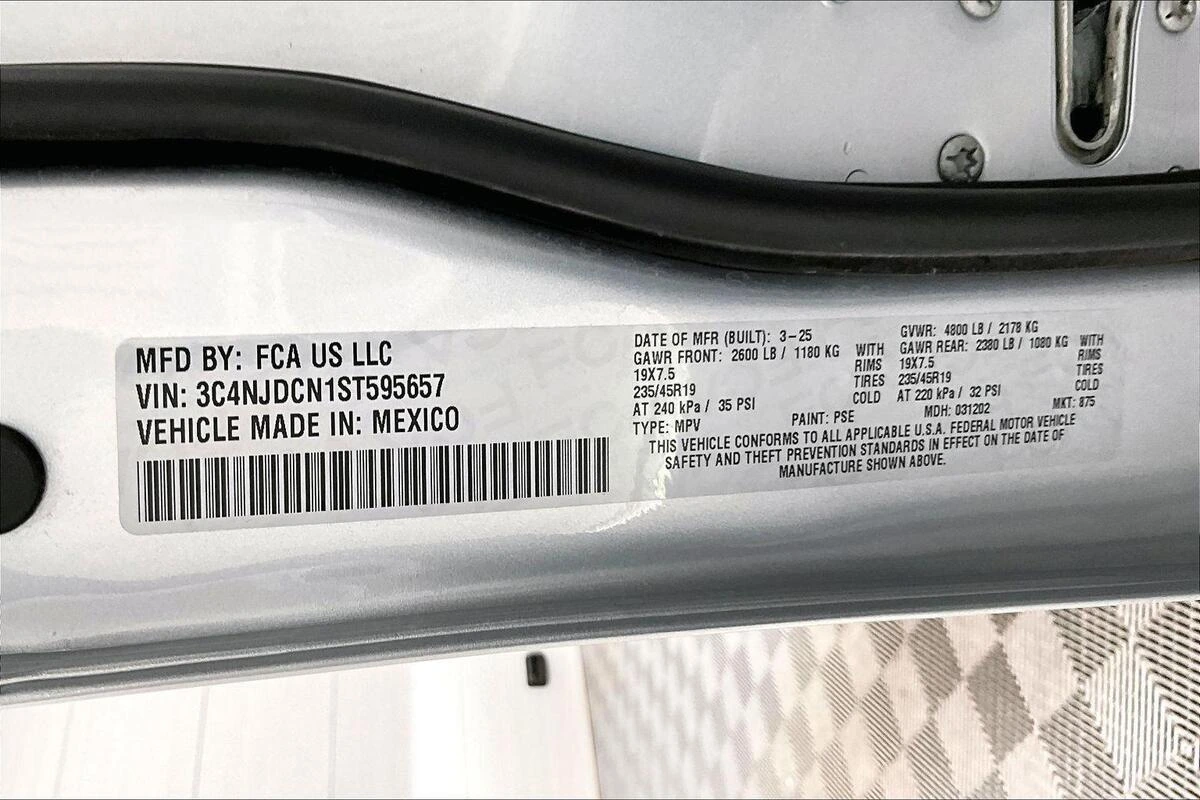 MFD BY: FCA US LLC
VIN: 3C4NJDCN1ST595657
VEHICLE MADE IN: MEXICO
DATE OF MFR (BUILT): 3-25
GAWR FRONT: 2600 LB / 1180 KG WITH
19X7.5 RIMS
235/45R19 TIRES
AT 240 kPa / 35 PSI COLD
GVWR: 4800 LB / 2178 KG
GAWR REAR: 2380 LB / 1080 KG WITH
19X7.5 RIMS
235/45R19 TIRES
AT 220 kPa / 32 PSI COLD
TYPE: MPV PAINT: PSE MDH: 031202 MKT: 875
THIS VEHICLE CONFORMS TO ALL APPLICABLE U.S.A. FEDERAL MOTOR VEHICLE
SAFETY AND THEFT PREVENTION STANDARDS IN EFFECT ON THE DATE OF
MANUFACTURE SHOWN ABOVE.